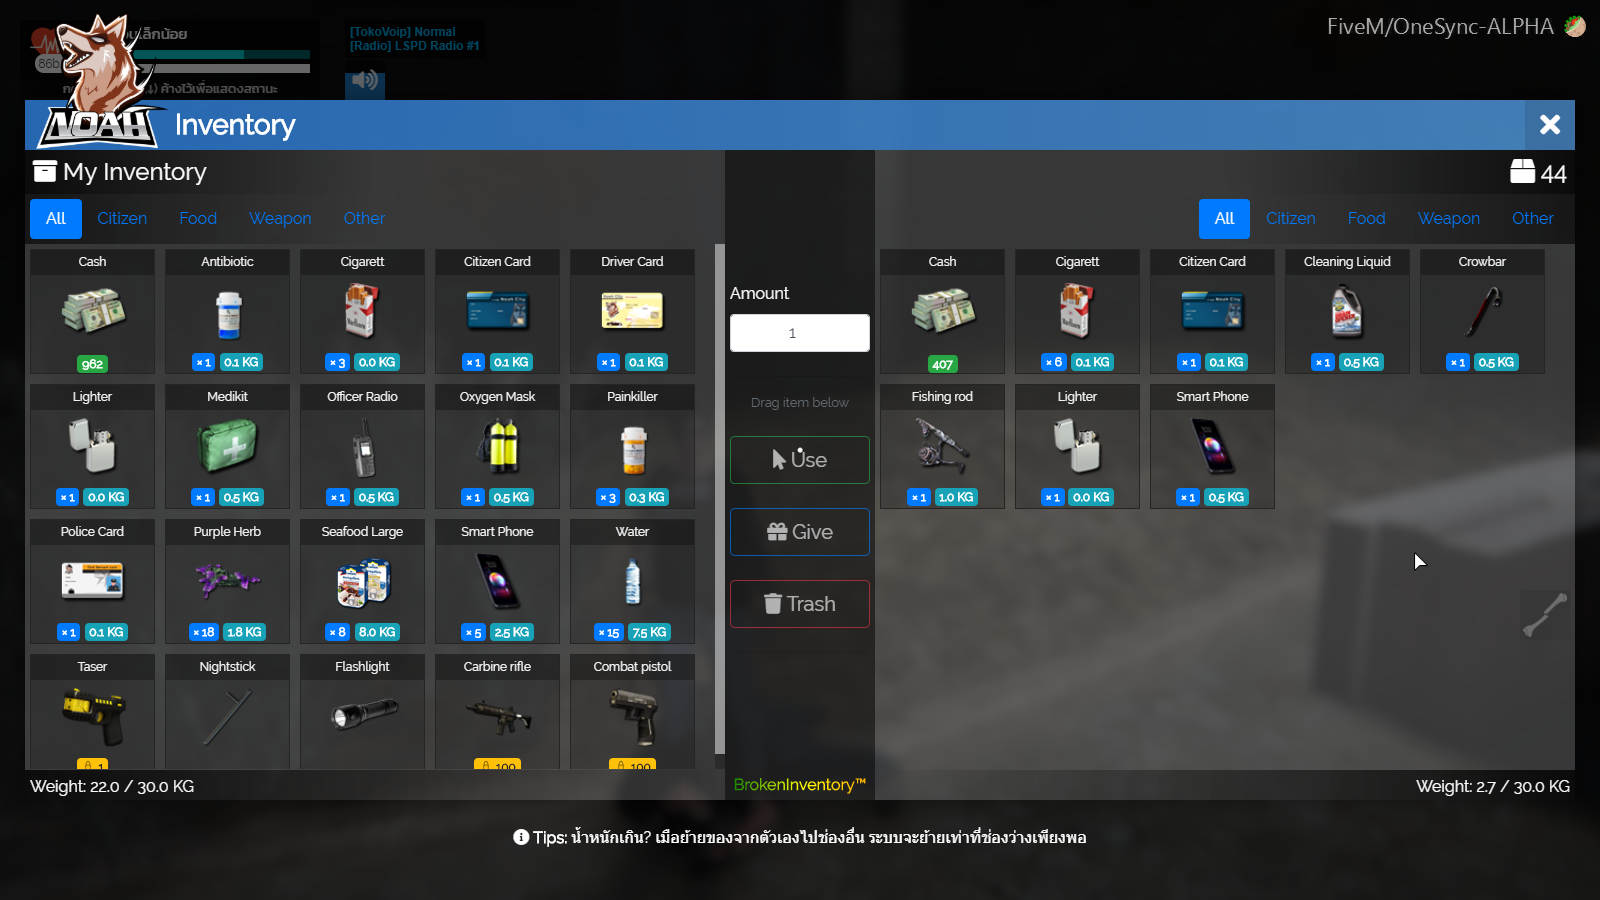 [TokoVoip] Normal
[Radio] LSPD Radio #1
FiveM/OneSync-ALPHA
ค้างไว้เพื่อแสดงสถานะ
NOAH
Inventory
My Inventory
44
All Citizen Food Weapon Other
All Citizen Food Weapon Other
Cash Antibiotic Cigarett Citizen Card Driver Card
962 × 1 0.1 KG × 3 0.0 KG × 1 0.1 KG × 1 0.1 KG
Lighter Medikit Officer Radio Oxygen Mask Painkiller
× 1 0.0 KG × 1 0.5 KG × 1 0.5 KG × 1 0.5 KG × 3 0.3 KG
Police Card Purple Herb Seafood Large Smart Phone Water
× 1 0.1 KG × 18 1.8 KG × 8 8.0 KG × 5 2.5 KG × 15 7.5 KG
Taser Nightstick Flashlight Carbine rifle Combat pistol
1 100 100
Weight: 22.0 / 30.0 KG
Amount
1
Drag item below
Use
Give
Trash
BrokenInventory™
Cash Cigarett Citizen Card Cleaning Liquid Crowbar
407 × 6 0.1 KG × 1 0.1 KG × 1 0.5 KG × 1 0.5 KG
Fishing rod Lighter Smart Phone
× 1 1.0 KG × 1 0.0 KG × 1 0.5 KG
Weight: 2.7 / 30.0 KG
Tips: น้ำหนักเกิน? เมื่อย้ายของจากตัวเองไปช่องอื่น ระบบจะย้ายเท่าที่ช่องว่างเพียงพอ